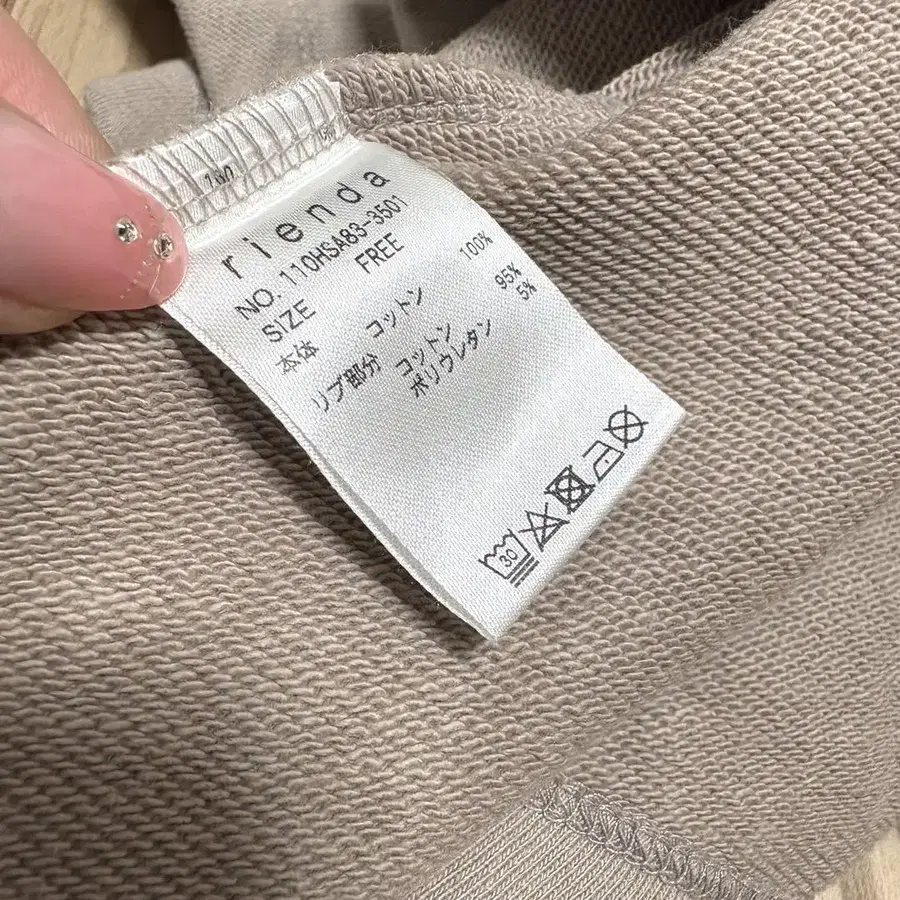 rienda
NO. 110HSA83-3501
SIZE FREE
本体 コットン 100%
リブ部分 コットン 95%
ポリウレタン 5%
30